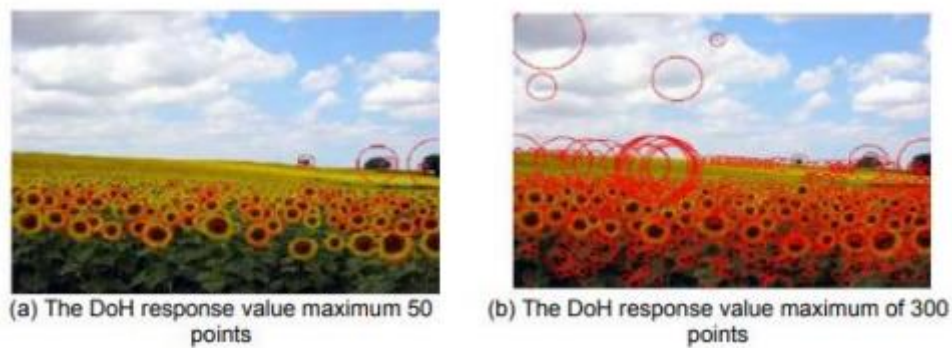 (a) The DoH response value maximum 50
points
(b) The DoH response value maximum of 300
points